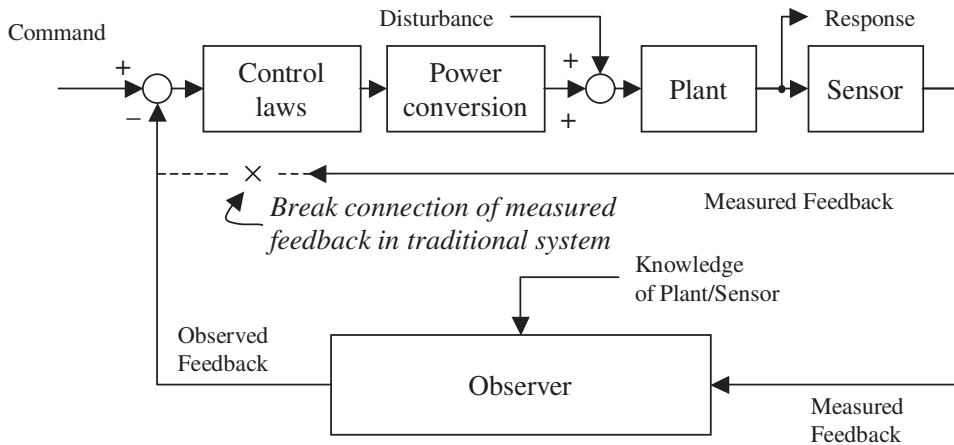 Disturbance
Response
Command
+
−
Control
laws
Power
conversion
+
+
Plant
Sensor
×
Break connection of measured
feedback in traditional system
Measured Feedback
Knowledge
of Plant/Sensor
Observed
Feedback
Observer
Measured
Feedback